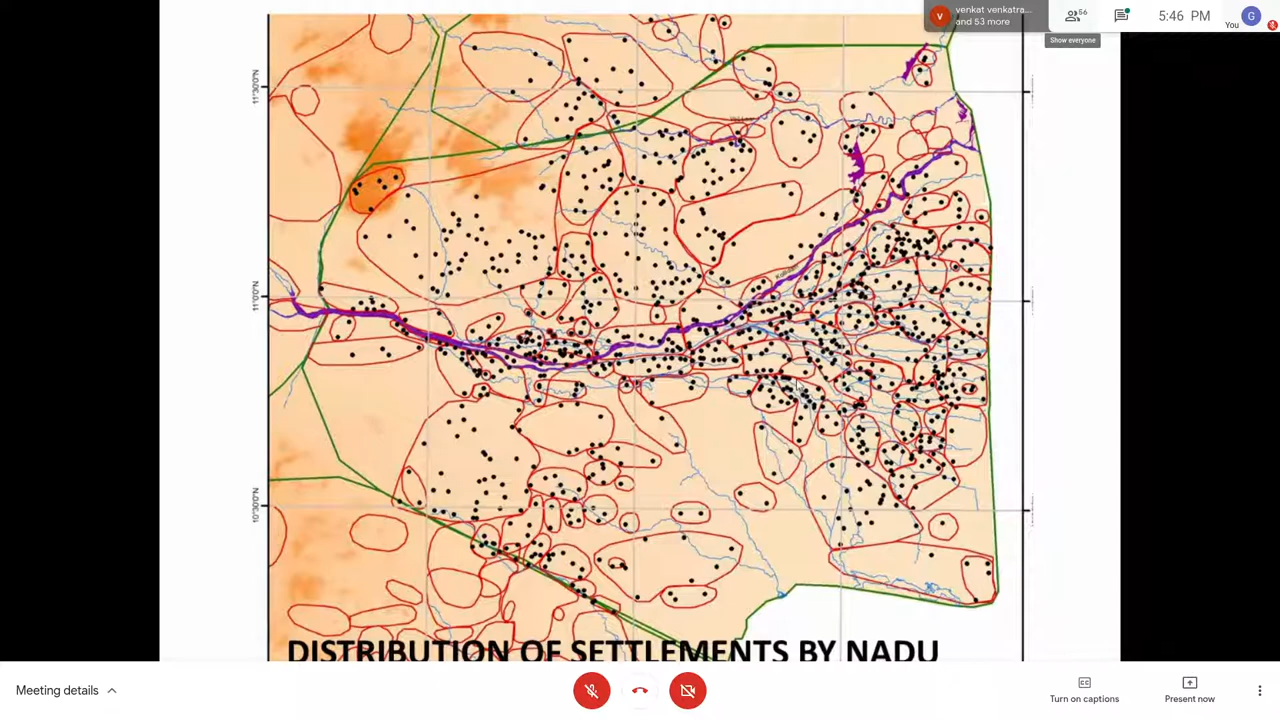 venkat venkatra...
and 53 more
56
5:46 PM
G
You
Show everyone
V
11°30'0"N
11°0'0"N
10°30'0"N
DISTRIBUTION OF SETTLEMENTS BY NADU
Meeting details
Turn on captions
Present now